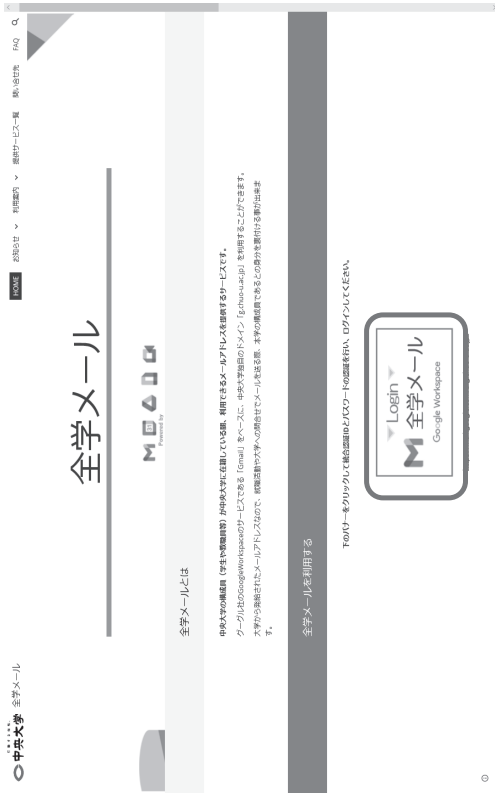 中央大学 全学メール
HOME お知らせ 利用案内 提供サービス一覧 問い合せ先 FAQ
全学メール
31
Powered by
全学メールとは
中央大学の構成員（学生や教職員等）が中央大学に在籍している際、利用できるメールアドレスを提供するサービスです。
グーグル社のGoogleWorkspaceのサービスである「Gmail」をベースに、中央大学独自のドメイン「g.chuo-u.ac.jp」を利用することができます。
大学から発給されたメールアドレスなので、就職活動や大学への問合せでメールを送る際、本学の構成員であるとの身分を裏付ける事が出来ま
す。
全学メールを利用する
下のバナーをクリックして統合認証IDとパスワードの認証を行い、ログインしてください。
Login
全学メール
Google Workspace